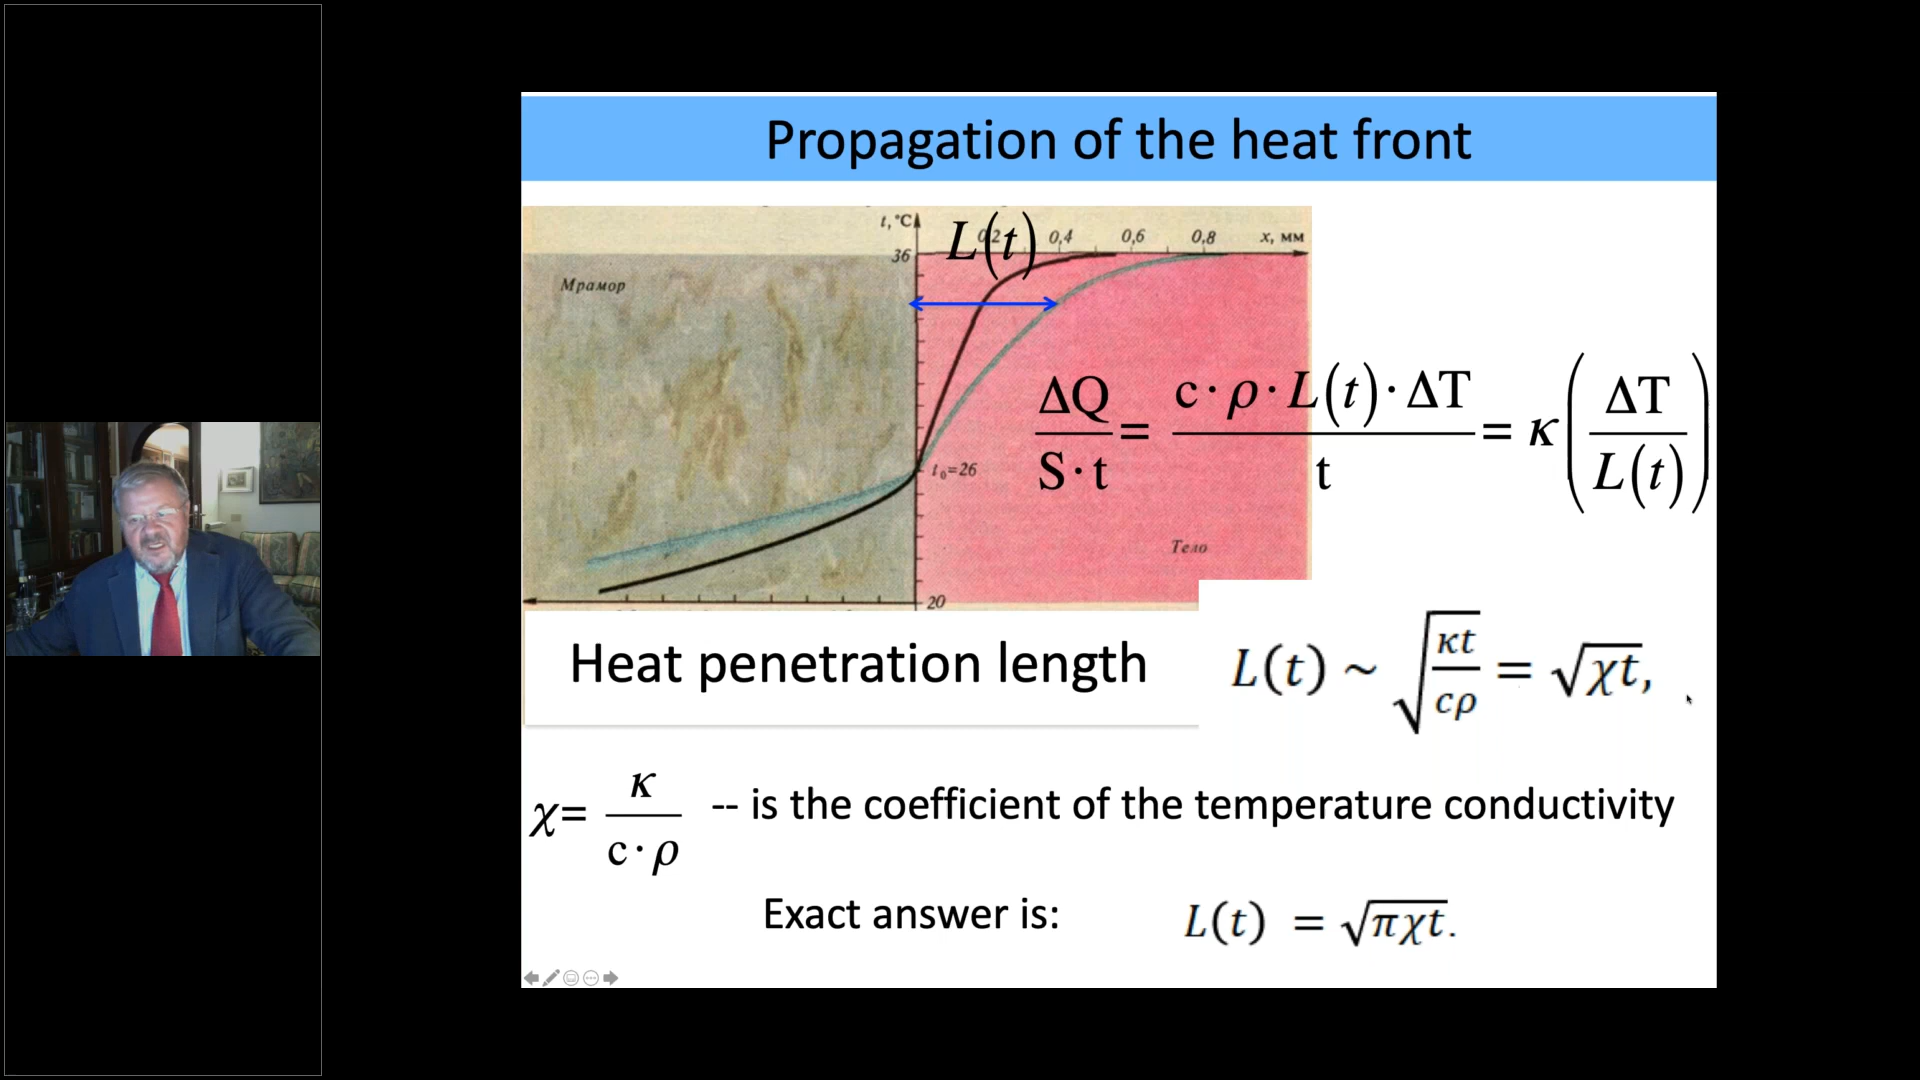 Propagation of the heat front
t, °C
L(t)
0,2
0,4
0,6
0,8
x, мм
36
Мрамор
t₀=26
ΔQ / S · t = c · ρ · L(t) · ΔT / t = κ (ΔT / L(t))
Тело
20
Heat penetration length
L(t) ~ √(κt / cρ) = √χt,
χ= κ / c · ρ -- is the coefficient of the temperature conductivity
Exact answer is:
L(t) = √πχt.